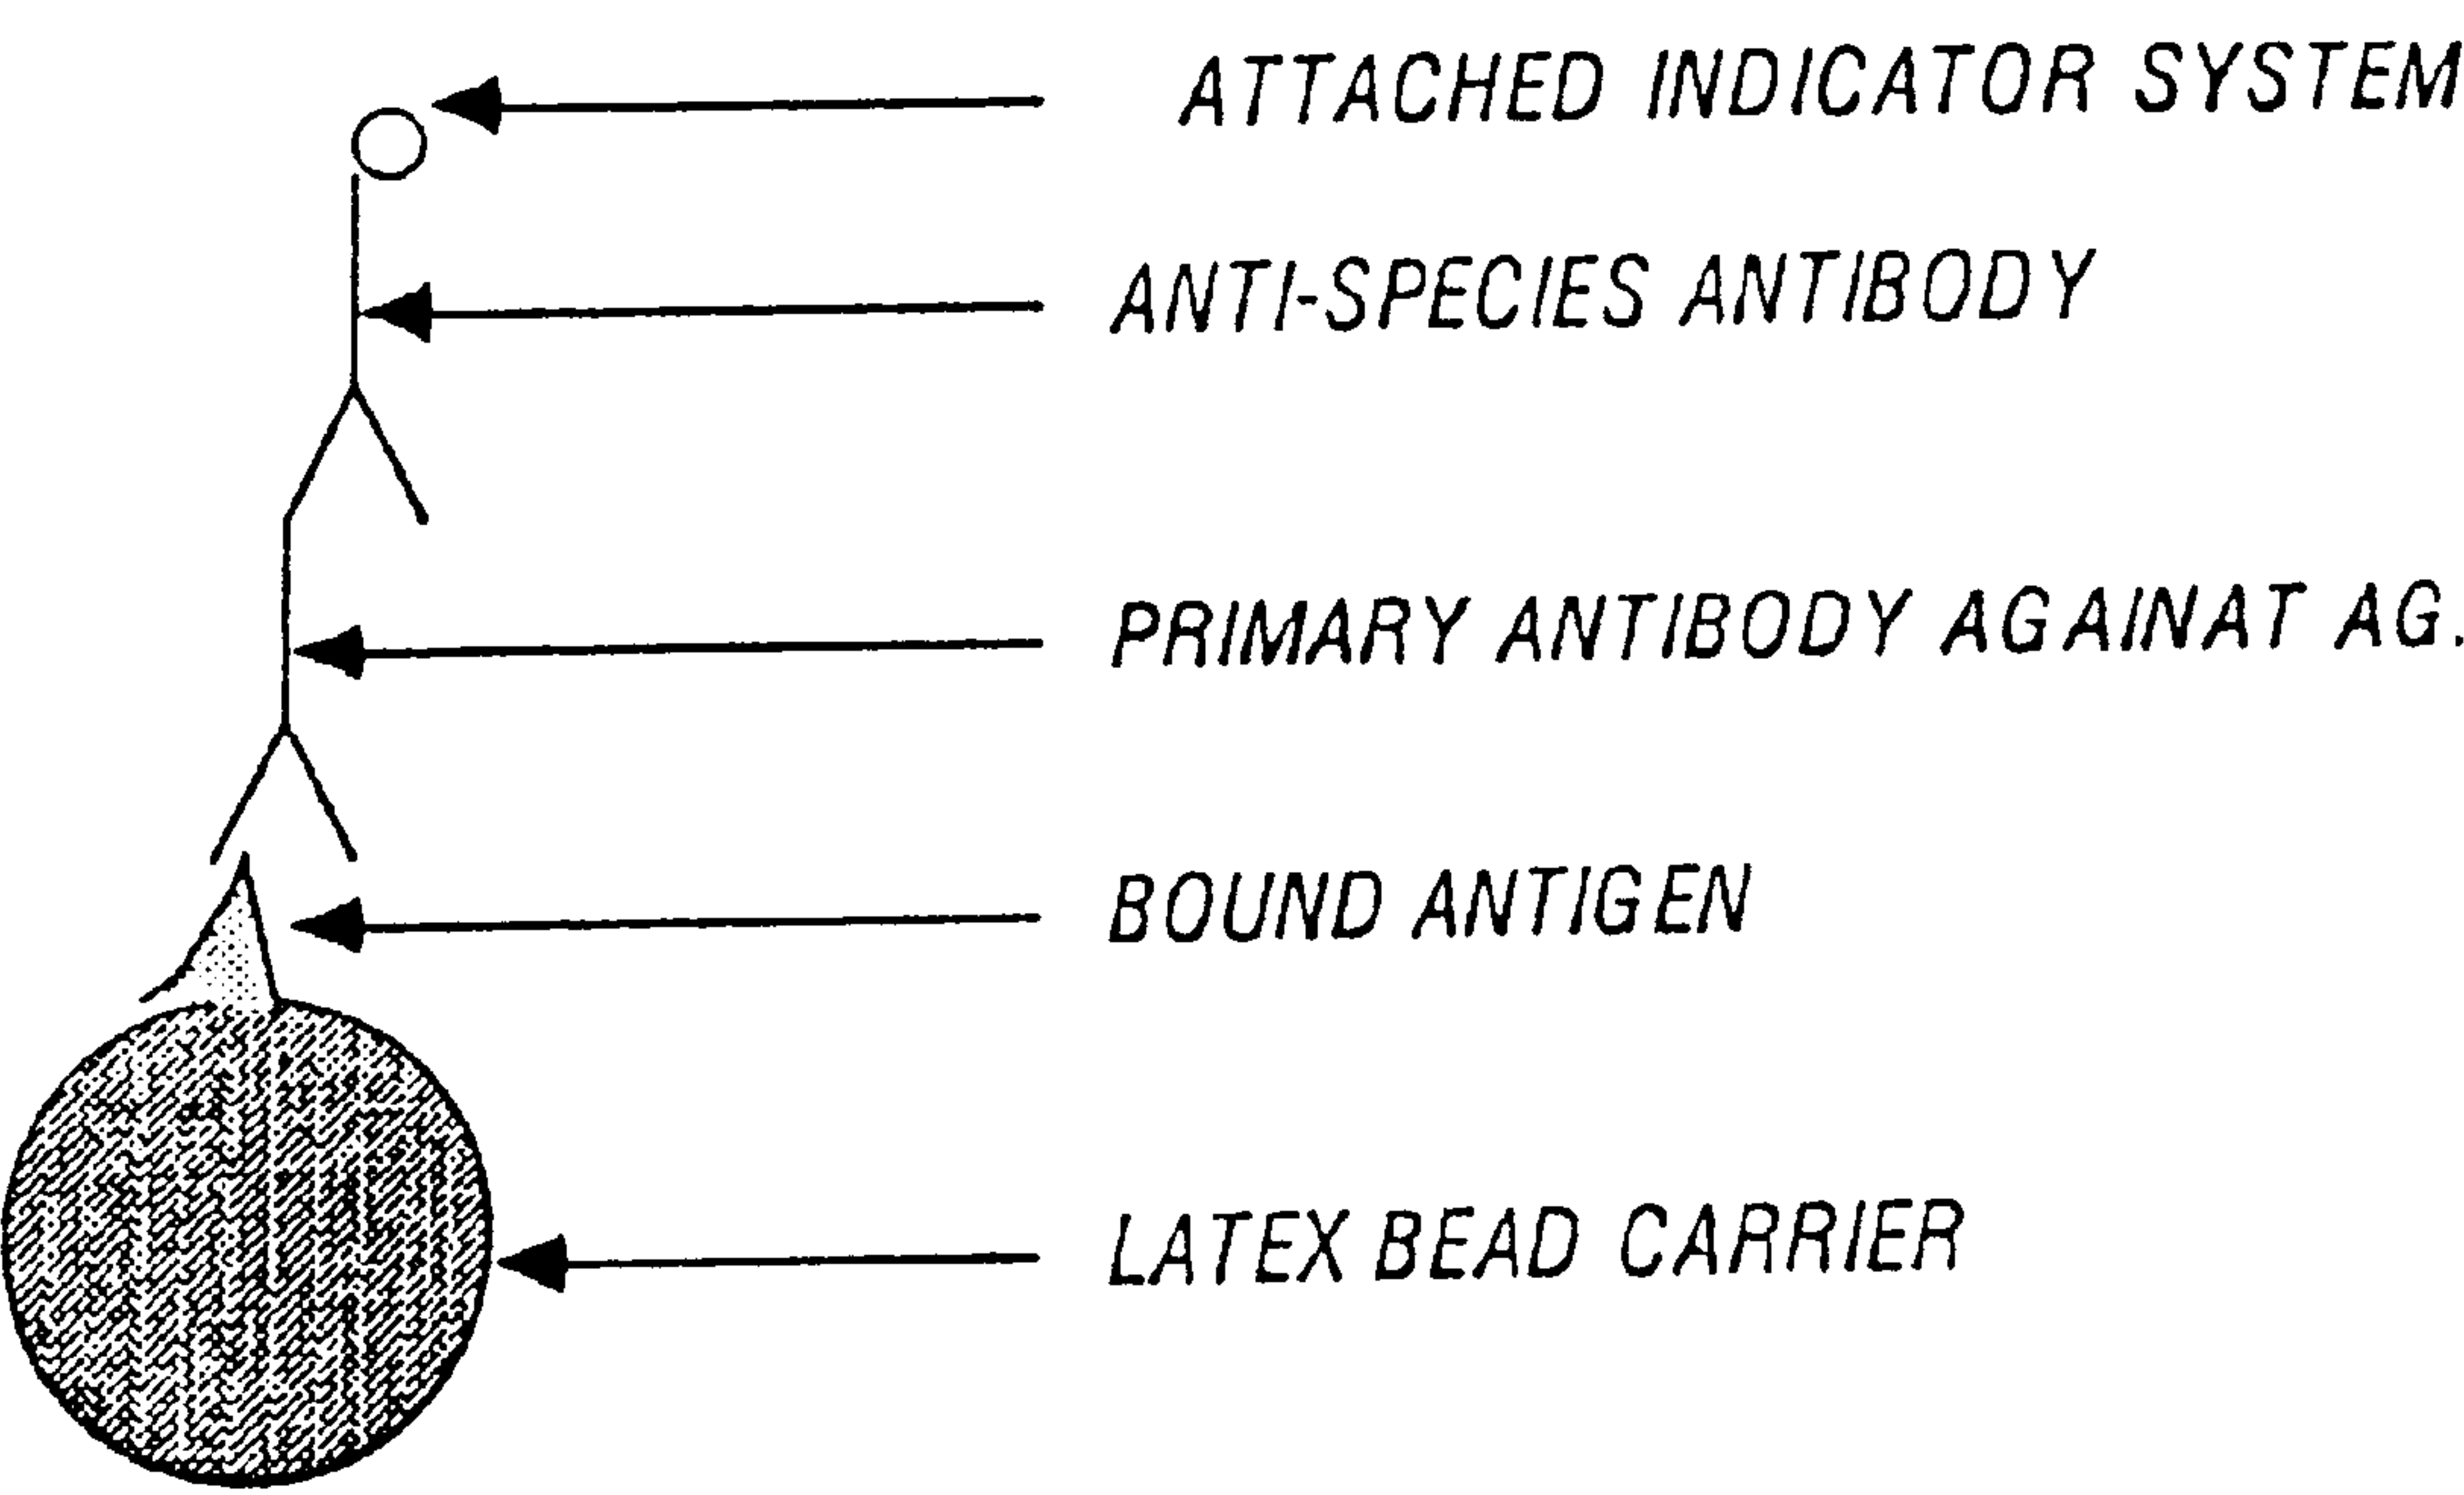 ATTACHED INDICATOR SYSTEM
ANTI-SPECIES ANTIBODY
PRIMARY ANTIBODY AGAINAT AG.
BOUND ANTIGEN
LATEX BEAD CARRIER